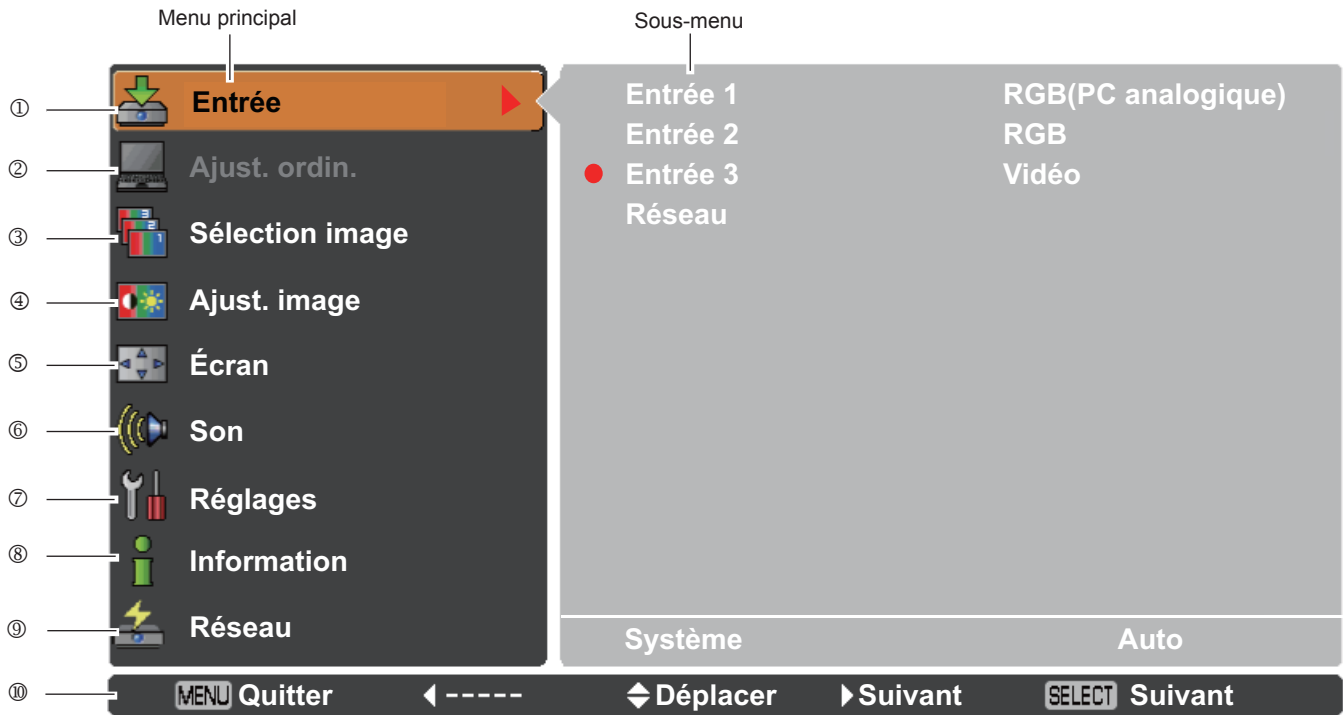 Menu principal Sous-menu
① Entrée Entrée 1 RGB(PC analogique)
Entrée 2 RGB
② Ajust. ordin. Entrée 3 Vidéo
Réseau
③ Sélection image
④ Ajust. image
⑤ Écran
⑥ Son
⑦ Réglages
⑧ Information
⑨ Réseau Système Auto
⑩ MENU Quitter ----- Déplacer Suivant SELECT Suivant